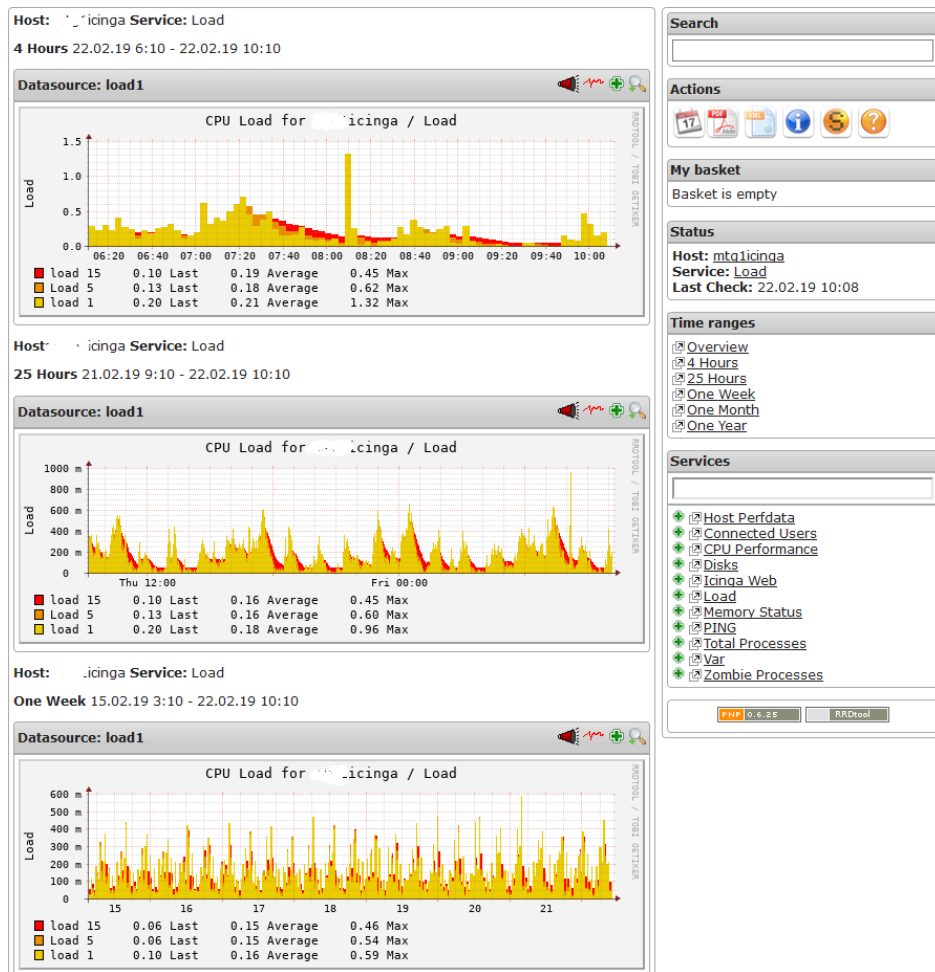 Host: icinga Service: Load
4 Hours 22.02.19 6:10 - 22.02.19 10:10
Datasource: load1
CPU Load for icinga / Load
RRDTOOL / TOBI OETIKER
1.5
1.0
0.5
0.0
Load
06:20 06:40 07:00 07:20 07:40 08:00 08:20 08:40 09:00 09:20 09:40 10:00
load 15 0.10 Last 0.19 Average 0.45 Max
load 5 0.13 Last 0.18 Average 0.62 Max
load 1 0.20 Last 0.21 Average 1.32 Max
Host icinga Service: Load
25 Hours 21.02.19 9:10 - 22.02.19 10:10
Datasource: load1
CPU Load for icinga / Load
RRDTOOL / TOBI OETIKER
1000 m
800 m
600 m
400 m
200 m
0
Load
Thu 12:00 Fri 00:00
load 15 0.10 Last 0.16 Average 0.45 Max
load 5 0.13 Last 0.16 Average 0.60 Max
load 1 0.20 Last 0.18 Average 0.96 Max
Host: icinga Service: Load
One Week 15.02.19 3:10 - 22.02.19 10:10
Datasource: load1
CPU Load for icinga / Load
RRDTOOL / TOBI OETIKER
600 m
500 m
400 m
300 m
200 m
100 m
0
Load
15 16 17 18 19 20 21
load 15 0.06 Last 0.15 Average 0.46 Max
load 5 0.06 Last 0.15 Average 0.54 Max
load 1 0.10 Last 0.16 Average 0.59 Max
Search
Actions
17
PDF
Adobe
XML
i
S
?
My basket
Basket is empty
Status
Host: mtg1icinga
Service: Load
Last Check: 22.02.19 10:08
Time ranges
Overview
4 Hours
25 Hours
One Week
One Month
One Year
Services
Host Perfdata
Connected Users
CPU Performance
Disks
Icinga Web
Load
Memory Status
PING
Total Processes
Var
Zombie Processes
PNP 0.6.25 RRDtool